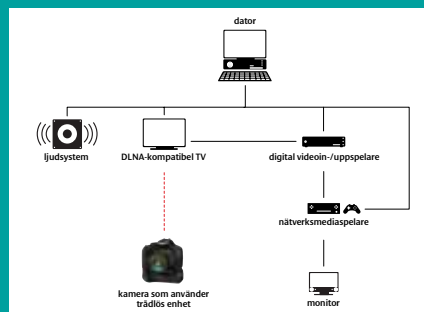 dator
ljudsystem
DLNA-kompatibel TV
digital videoin-/uppspelare
nätverksmediaspelare
kamera som använder
trådlös enhet
monitor